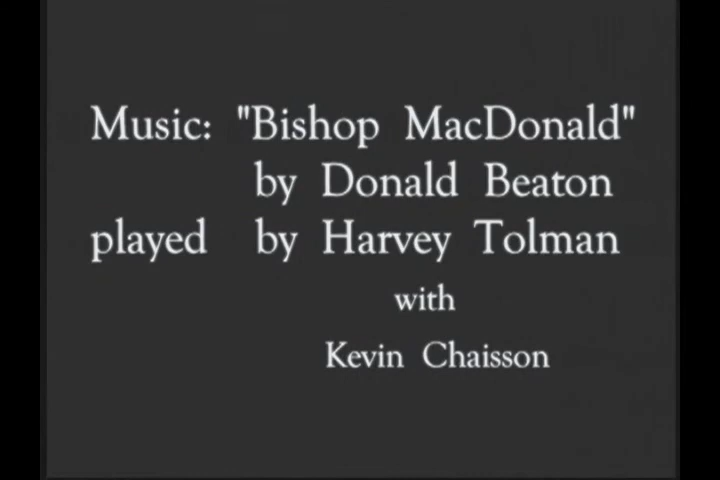 Music: "Bishop MacDonald"
by Donald Beaton
played by Harvey Tolman
with
Kevin Chaisson